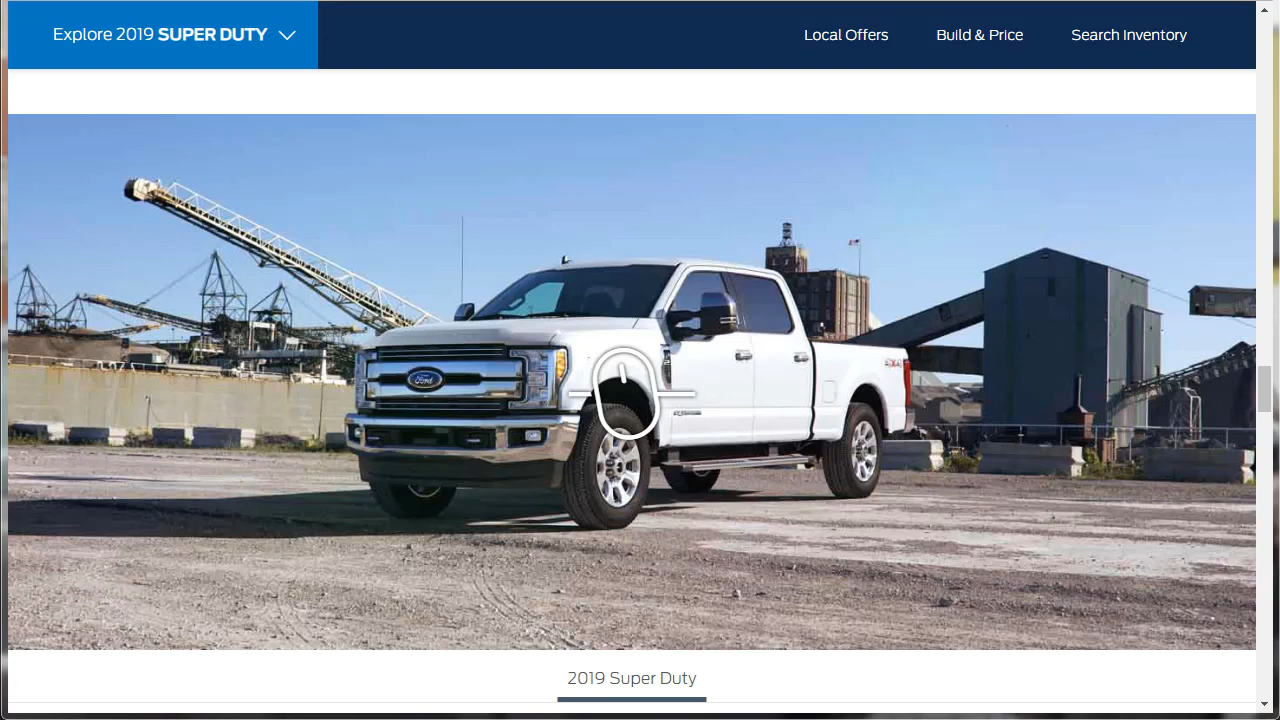 Explore 2019 SUPER DUTY
Local Offers
Build & Price
Search Inventory
Ford
2019 Super Duty